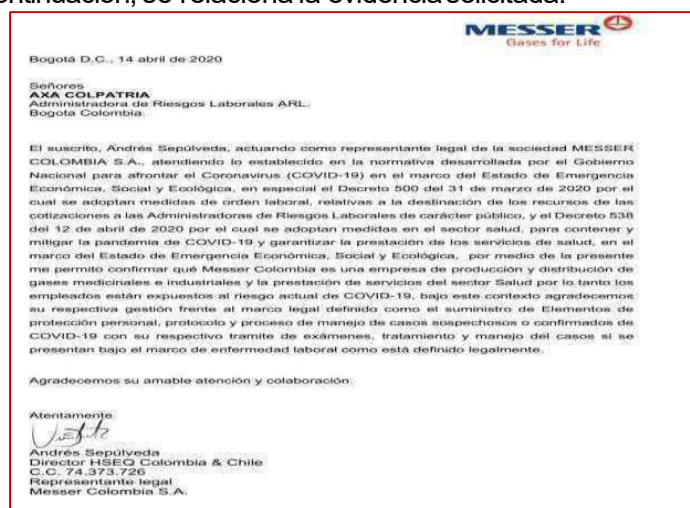 ontinuación, se relaciona la evidencia solicitada.
MESSER
Gases for Life
Bogotá D.C., 14 abril de 2020
Señores
AXA COLPATRIA
Administradora de Riesgos Laborales ARL.
Bogota Colombia.
El suscrito, Andrés Sepúlveda, actuando como representante legal de la sociedad MESSER
COLOMBIA S.A., atendiendo lo establecido en la normativa desarrollada por el Gobierno
Nacional para afrontar el Coronavirus (COVID-19) en el marco del Estado de Emergencia
Económica, Social y Ecológica, en especial el Decreto 500 del 31 de marzo de 2020 por el
cual se adoptan medidas de orden laboral, relativas a la destinación de los recursos de las
cotizaciones a las Administradoras de Riesgos Laborales de carácter público, y el Decreto 538
del 12 de abril de 2020 por el cual se adoptan medidas en el sector salud, para contener y
mitigar la pandemia de COVID-19 y garantizar la prestación de los servicios de salud, en el
marco del Estado de Emergencia Económica, Social y Ecológica, por medio de la presente
me permito confirmar qué Messer Colombia es una empresa de producción y distribución de
gases medicinales e industriales y la prestación de servicios del sector Salud por lo tanto los
empleados están expuestos al riesgo actual de COVID-19, bajo este contexto agradecemos
su respectiva gestión frente al marco legal definido como el suministro de Elementos de
protección personal, protocolo y proceso de manejo de casos sospechosos o confirmados de
COVID-19 con su respectivo tramite de exámenes, tratamiento y manejo del casos si se
presentan bajo el marco de enfermedad laboral como está definido legalmente.
Agradecemos su amable atención y colaboración.
Atentamente
Andrés Sepúlveda
Director HSEQ Colombia & Chile
C.C. 74.373.726
Representante legal
Messer Colombia S.A.